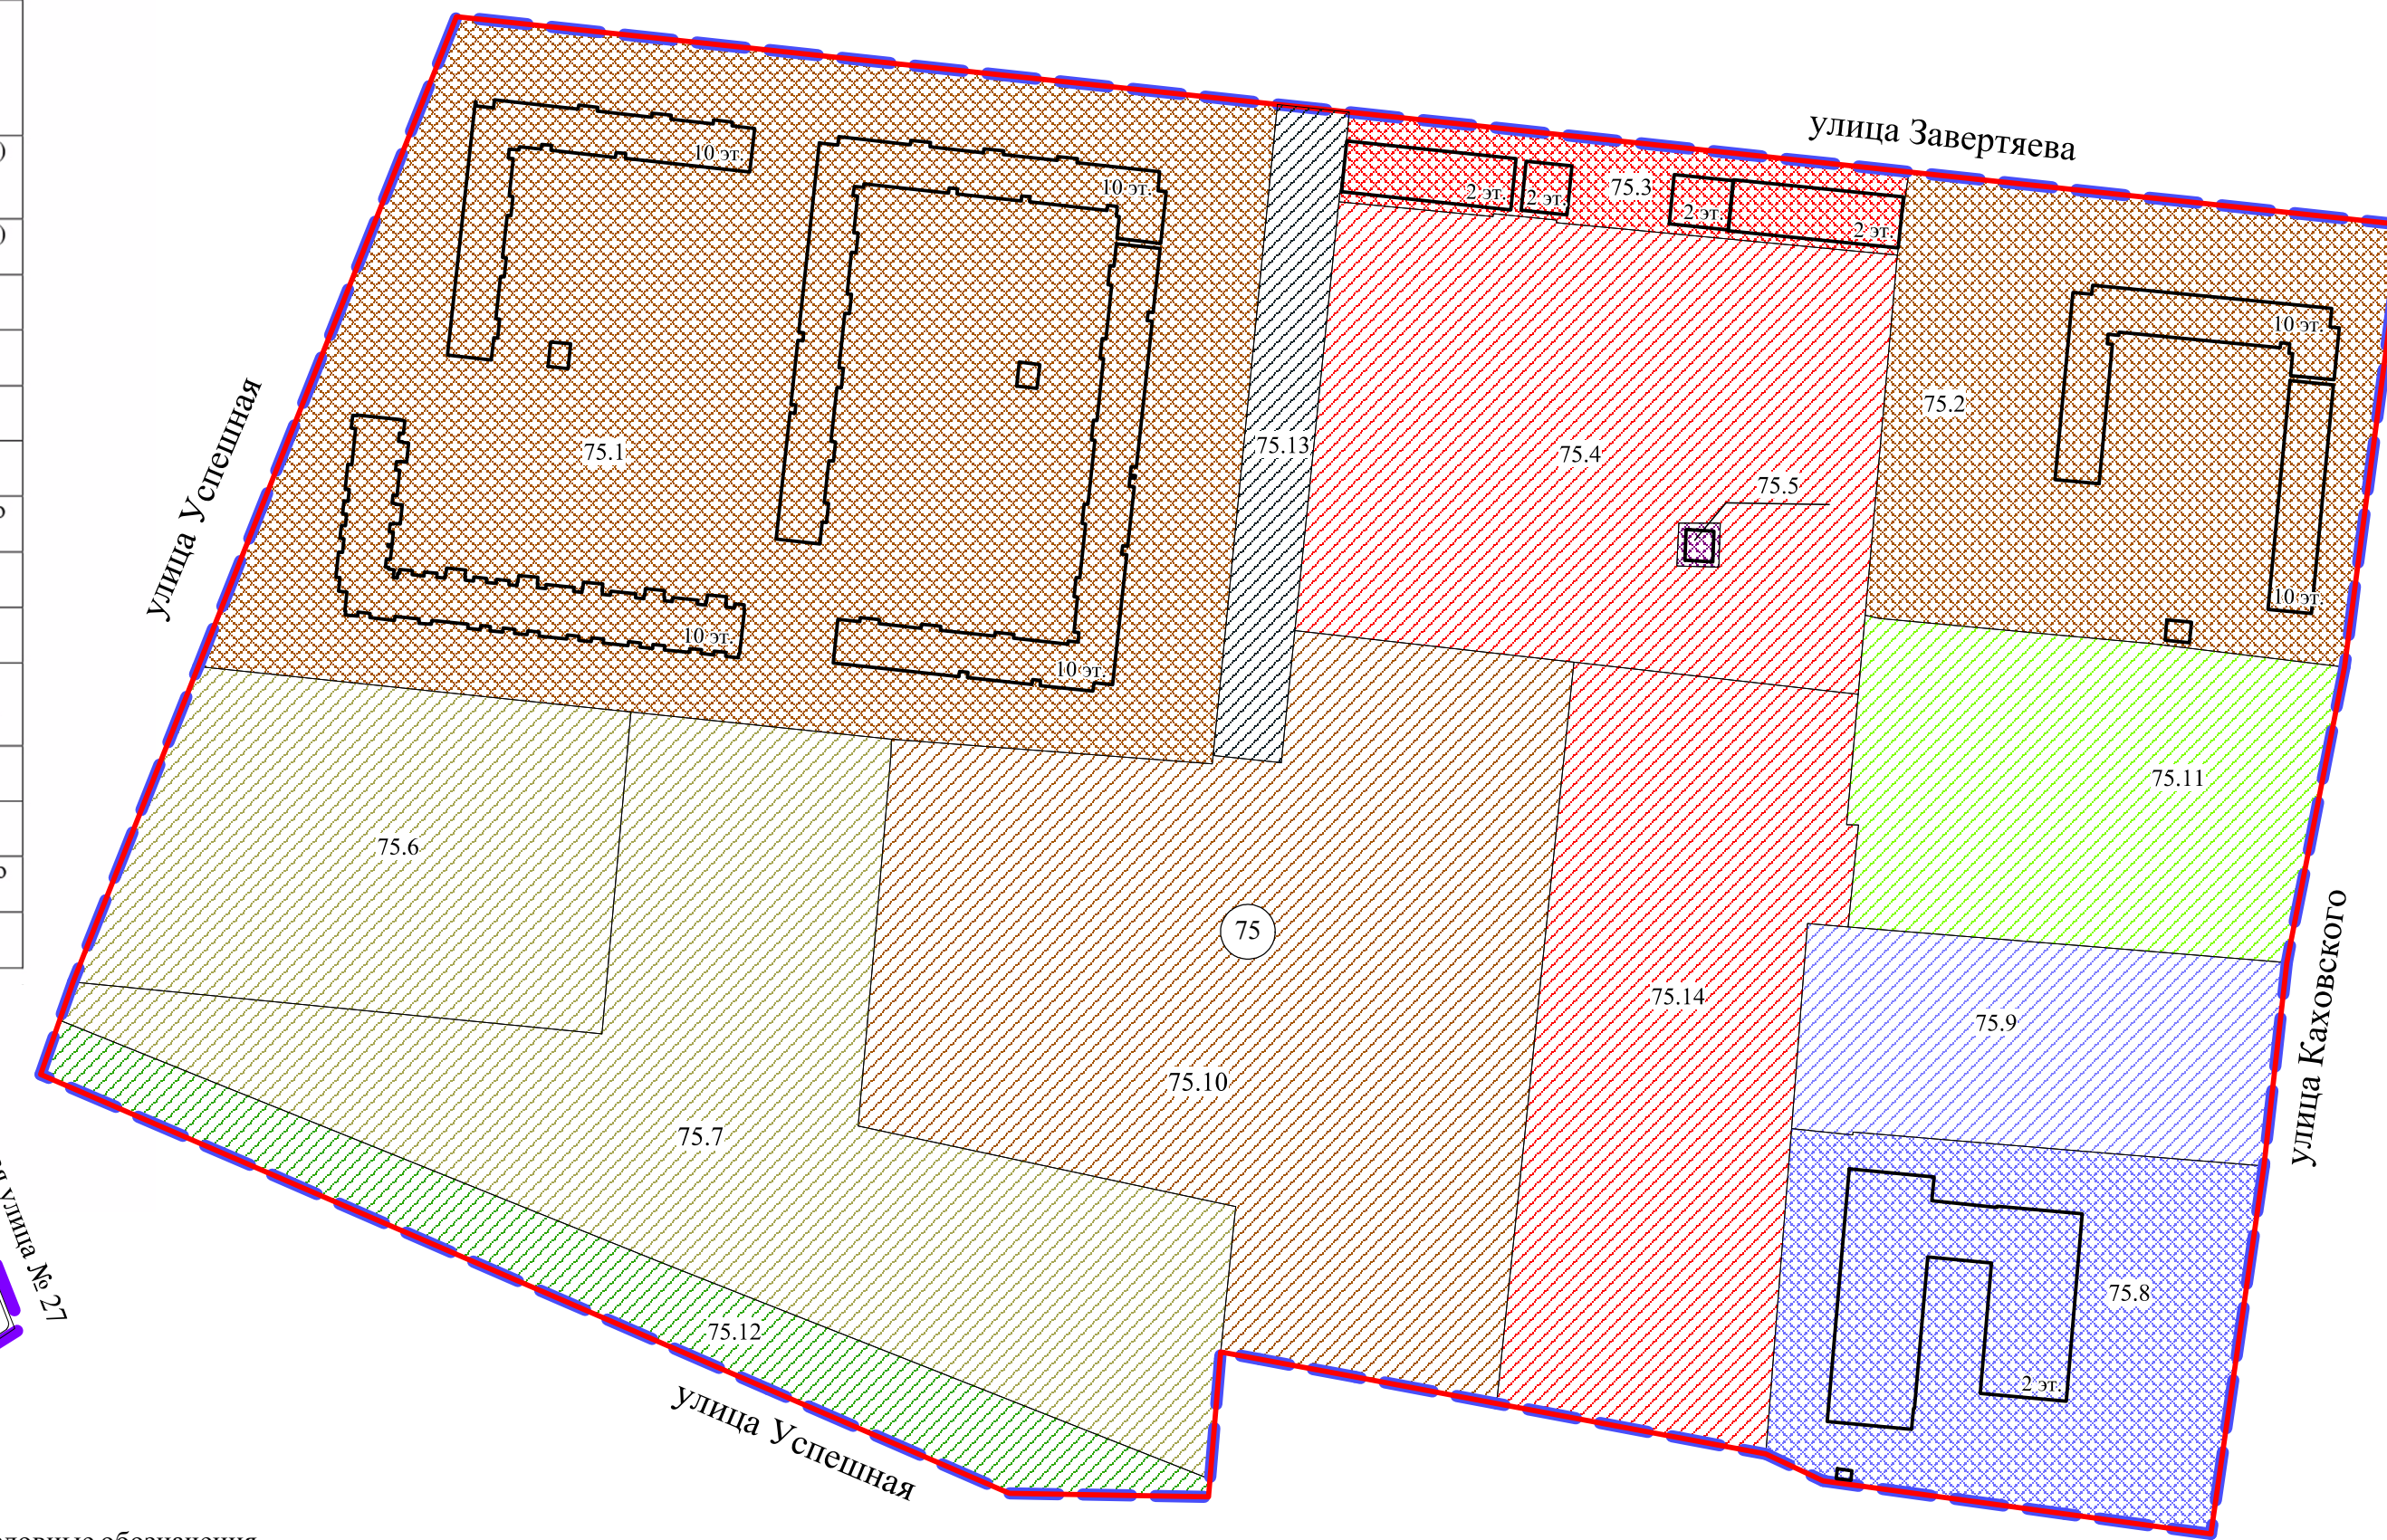 улица Завертяева
10 эт.
10 эт.
2 эт.
2 эт.
75.3
2 эт.
2 эт.
10 эт.
75.2
75.13
75.1
75.4
75.5
улица Успешная
10 эт.
10 эт.
10 эт.
75.11
75.6
75
улица Каховского
75.14
75.9
75.10
75.7
75.8
улица № 27
75.12
2 эт.
улица Успешная